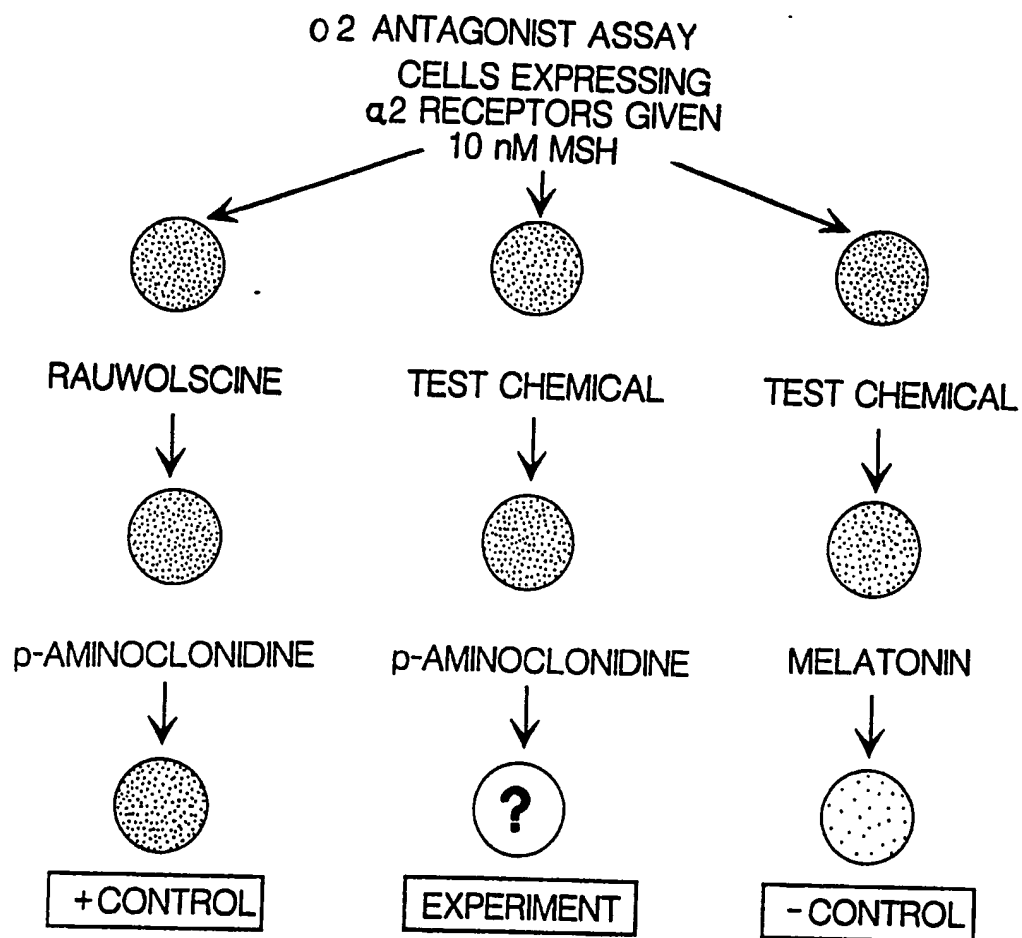 o 2 ANTAGONIST ASSAY
CELLS EXPRESSING
α2 RECEPTORS GIVEN
10 nM MSH
RAUWOLSCINE
TEST CHEMICAL
TEST CHEMICAL
p-AMINOCLONIDINE
p-AMINOCLONIDINE
MELATONIN
?
+CONTROL
EXPERIMENT
-CONTROL